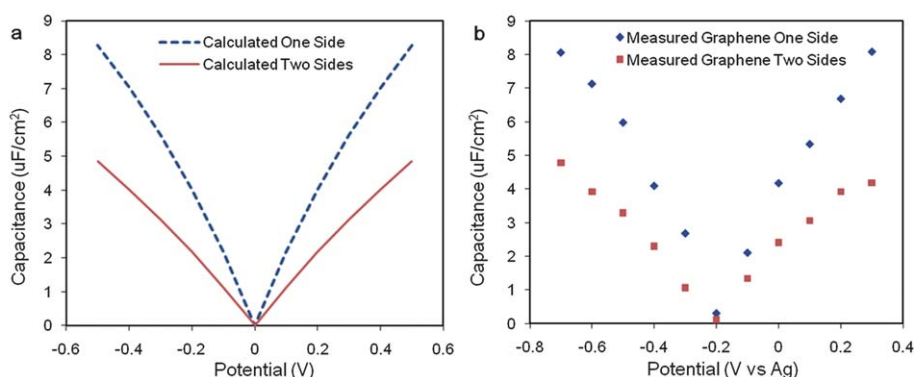 a
Calculated One Side
Calculated Two Sides
Capacitance (uF/cm2)
9
8
7
6
5
4
3
2
1
0
-0.6 -0.4 -0.2 0 0.2 0.4 0.6
Potential (V)
b
Measured Graphene One Side
Measured Graphene Two Sides
Capacitance (uF/cm2)
9
8
7
6
5
4
3
2
1
0
-0.8 -0.6 -0.4 -0.2 0 0.2 0.4
Potential (V vs Ag)